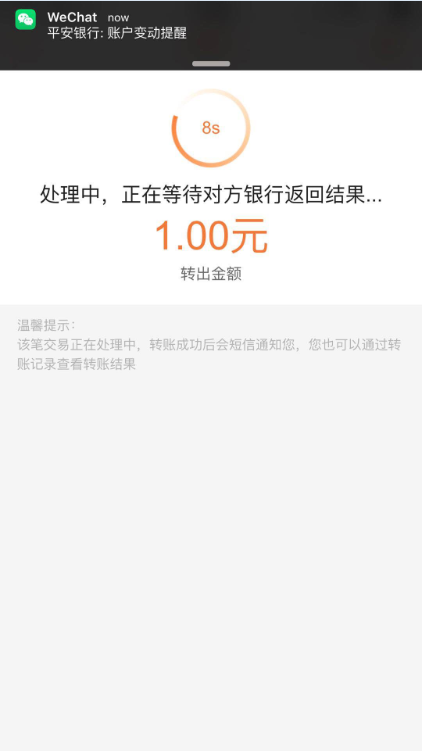 WeChat now
平安银行: 账户变动提醒
8s
处理中，正在等待对方银行返回结果...
1.00元
转出金额
温馨提示：
该笔交易正在处理中，转账成功后会短信通知您，您也可以通过转
账记录查看转账结果